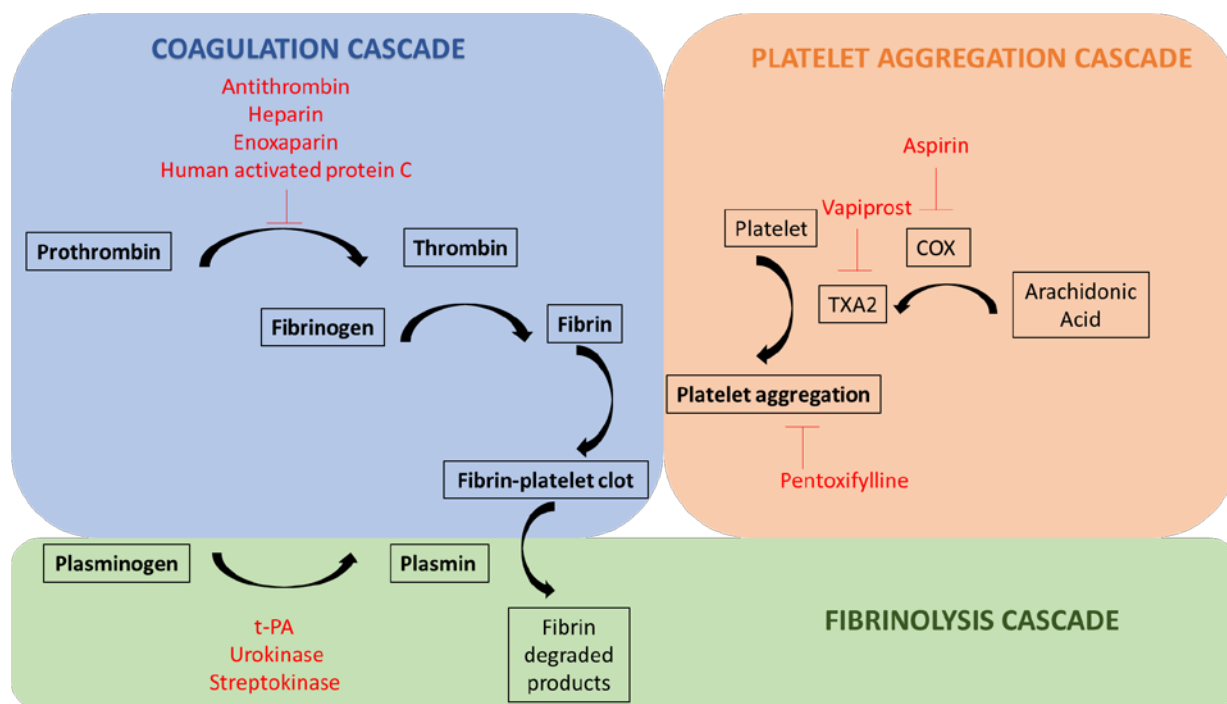 COAGULATION CASCADE
Antithrombin
Heparin
Enoxaparin
Human activated protein C
Prothrombin
Thrombin
Fibrinogen
Fibrin
Fibrin-platelet clot
PLATELET AGGREGATION CASCADE
Aspirin
Vapiprost
Platelet
COX
TXA2
Arachidonic
Acid
Platelet aggregation
Pentoxifylline
Plasminogen
Plasmin
t-PA
Urokinase
Streptokinase
Fibrin
degraded
products
FIBRINOLYSIS CASCADE